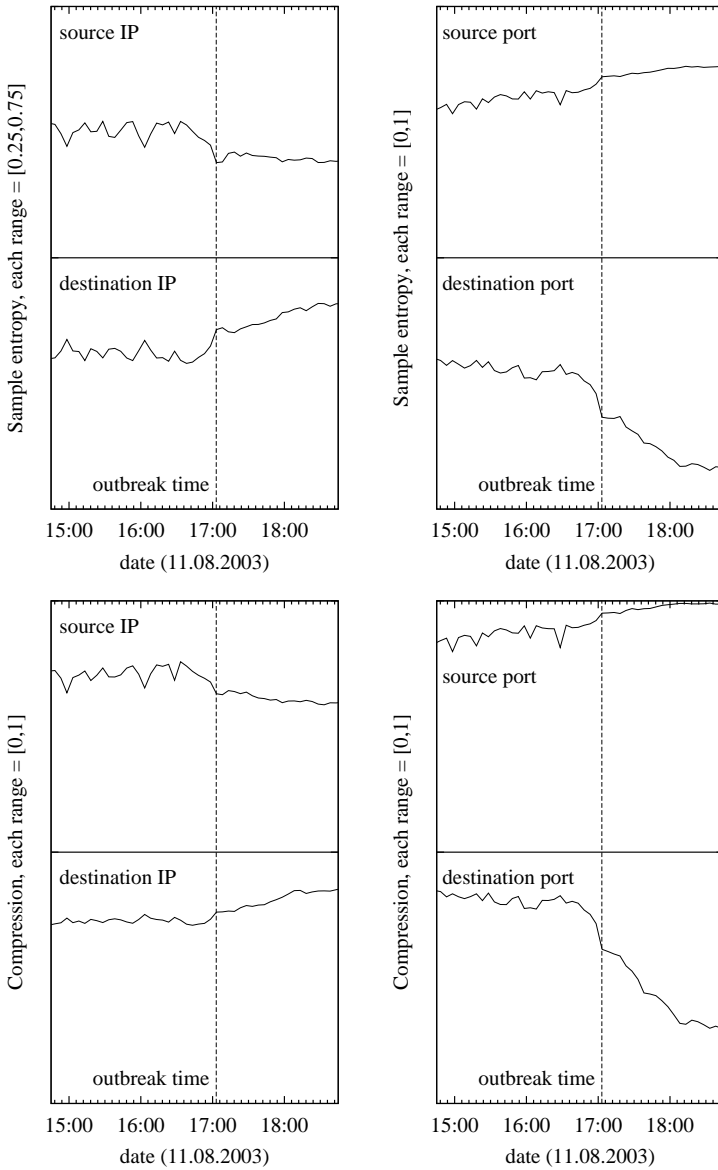 Sample entropy, each range = [0.25,0.75]
source IP
destination IP
outbreak time
15:00 16:00 17:00 18:00
date (11.08.2003)
Sample entropy, each range = [0,1]
source port
destination port
outbreak time
15:00 16:00 17:00 18:00
date (11.08.2003)
Compression, each range = [0,1]
source IP
destination IP
outbreak time
15:00 16:00 17:00 18:00
date (11.08.2003)
Compression, each range = [0,1]
source port
destination port
outbreak time
15:00 16:00 17:00 18:00
date (11.08.2003)